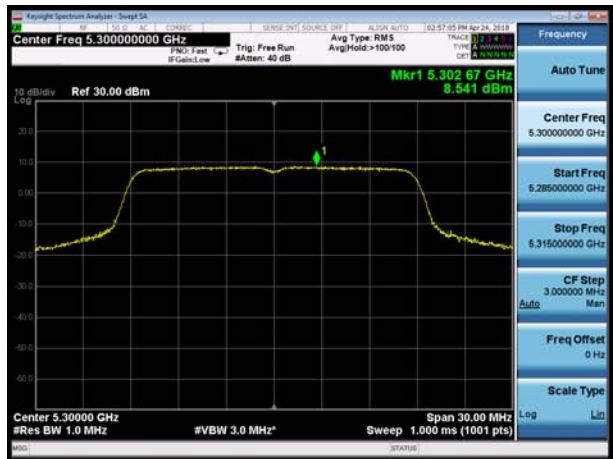 Keysight Spectrum Analyzer - Swept SA
RF 50 Ω AC CORREC SENSE:INT SOURCE OFF ALIGN AUTO 02:57:05 PM Apr 24, 2018
Center Freq 5.300000000 GHz
PNO: Fast
IFGain:Low
Trig: Free Run
#Atten: 40 dB
Avg Type: RMS
Avg|Hold:>100/100
TRACE 1 2 3 4 5 6
TYPE A WWWWW
DET A N N N N N
Mkr1 5.302 67 GHz
8.541 dBm
10 dB/div Ref 30.00 dBm
Log
20.0
10.0
0.00
-10.0
-20.0
-30.0
-40.0
-50.0
-60.0
1
Center 5.30000 GHz
#Res BW 1.0 MHz
#VBW 3.0 MHz*
Span 30.00 MHz
Sweep 1.000 ms (1001 pts)
MSG
STATUS
Frequency
Auto Tune
Center Freq
5.300000000 GHz
Start Freq
5.285000000 GHz
Stop Freq
5.315000000 GHz
CF Step
3.000000 MHz
Auto Man
Freq Offset
0 Hz
Scale Type
Log Lin